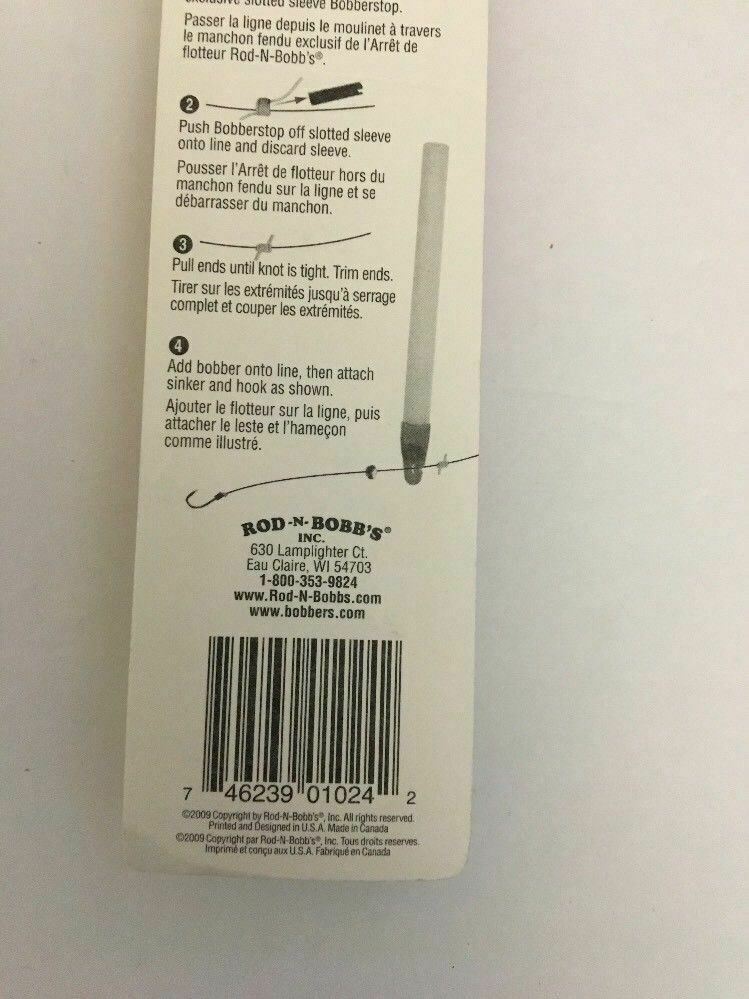 exclusive slotted sleeve Bobberstop.
Passer la ligne depuis le moulinet à travers
le manchon fendu exclusif de l'Arrêt de
flotteur Rod-N-Bobb's®.
2
Push Bobberstop off slotted sleeve
onto line and discard sleeve.
Pousser l'Arrêt de flotteur hors du
manchon fendu sur la ligne et se
débarrasser du manchon.
3
Pull ends until knot is tight. Trim ends.
Tirer sur les extrémités jusqu'à serrage
complet et couper les extrémités.
4
Add bobber onto line, then attach
sinker and hook as shown.
Ajouter le flotteur sur la ligne, puis
attacher le leste et l'hameçon
comme illustré.
ROD-N-BOBB'S®
INC.
630 Lamplighter Ct.
Eau Claire, WI 54703
1-800-353-9824
www.Rod-N-Bobbs.com
www.bobbers.com
7 46239 01024 2
©2009 Copyright by Rod-N-Bobb's®, Inc. All rights reserved.
Printed and Designed in U.S.A. Made in Canada
©2009 Copyright par Rod-N-Bobb's®, Inc. Tous droits reserves.
Imprimé et conçu aux U.S.A. Fabriqué en Canada